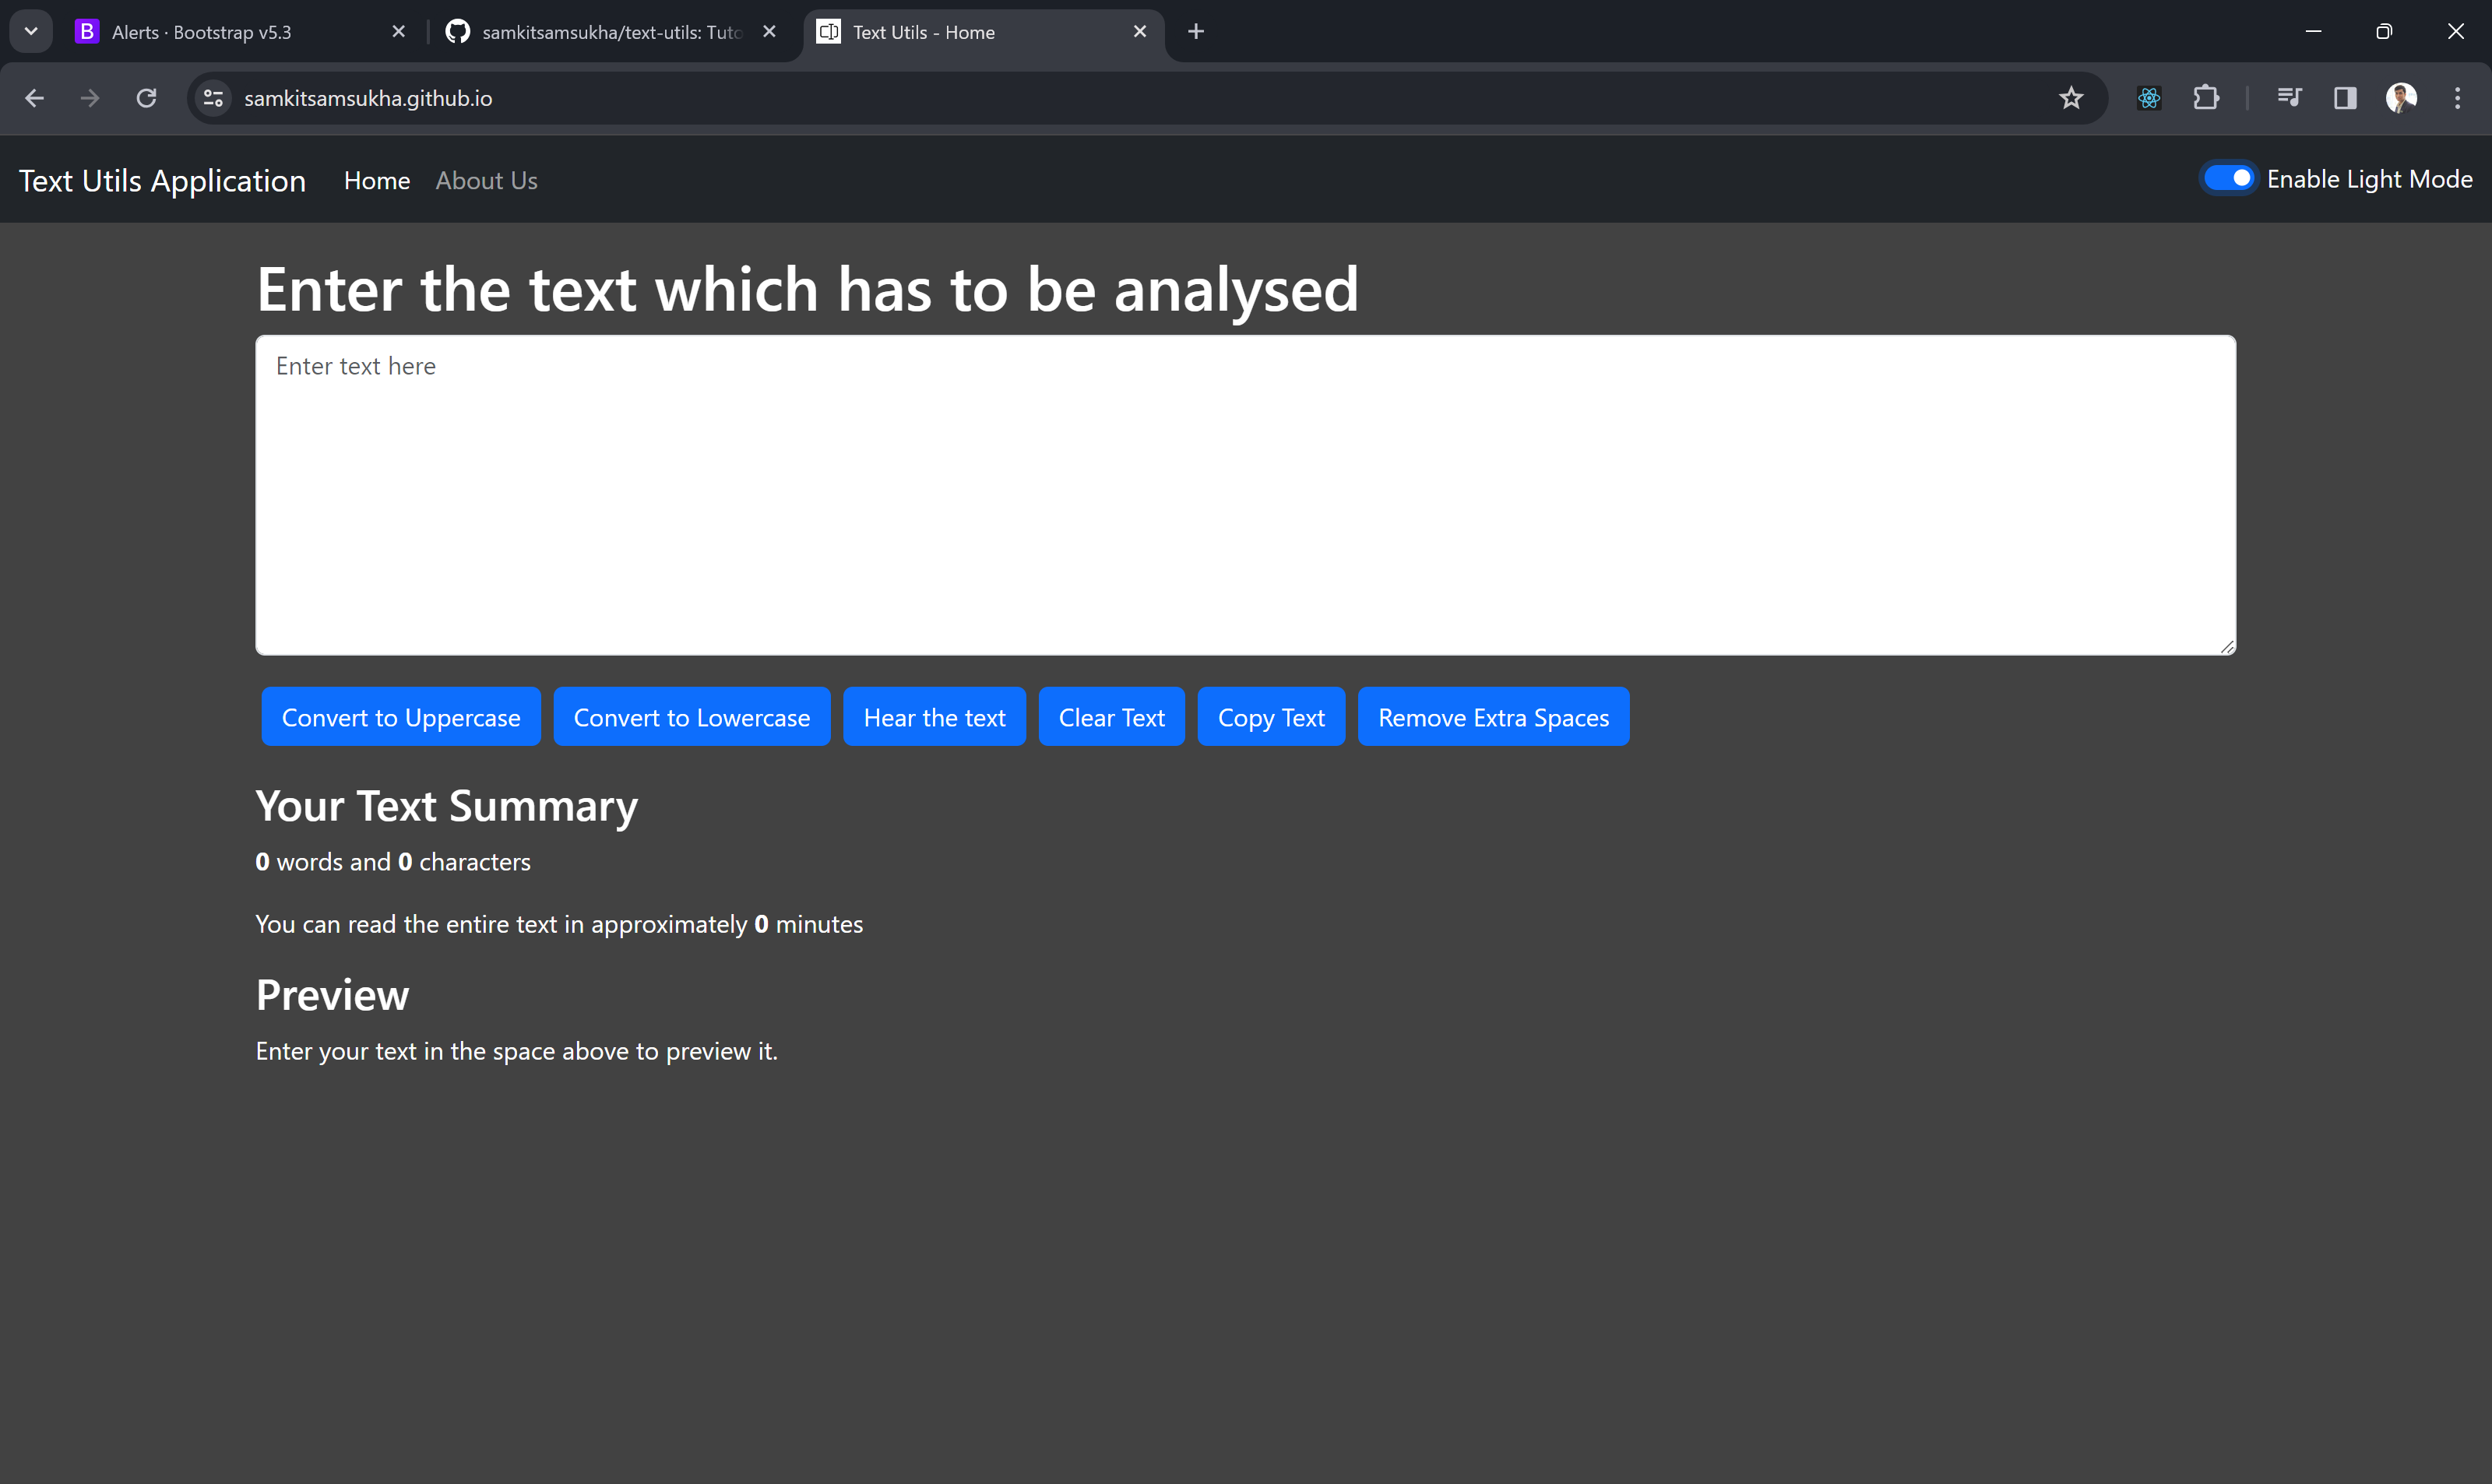 Alerts · Bootstrap v5.3
samkitsamsukha/text-utils: Tuto
Text Utils - Home
samkitsamsukha.github.io
Text Utils Application
Home
About Us
Enable Light Mode
Enter the text which has to be analysed
Enter text here
Convert to Uppercase
Convert to Lowercase
Hear the text
Clear Text
Copy Text
Remove Extra Spaces
Your Text Summary
0 words and 0 characters
You can read the entire text in approximately 0 minutes
Preview
Enter your text in the space above to preview it.